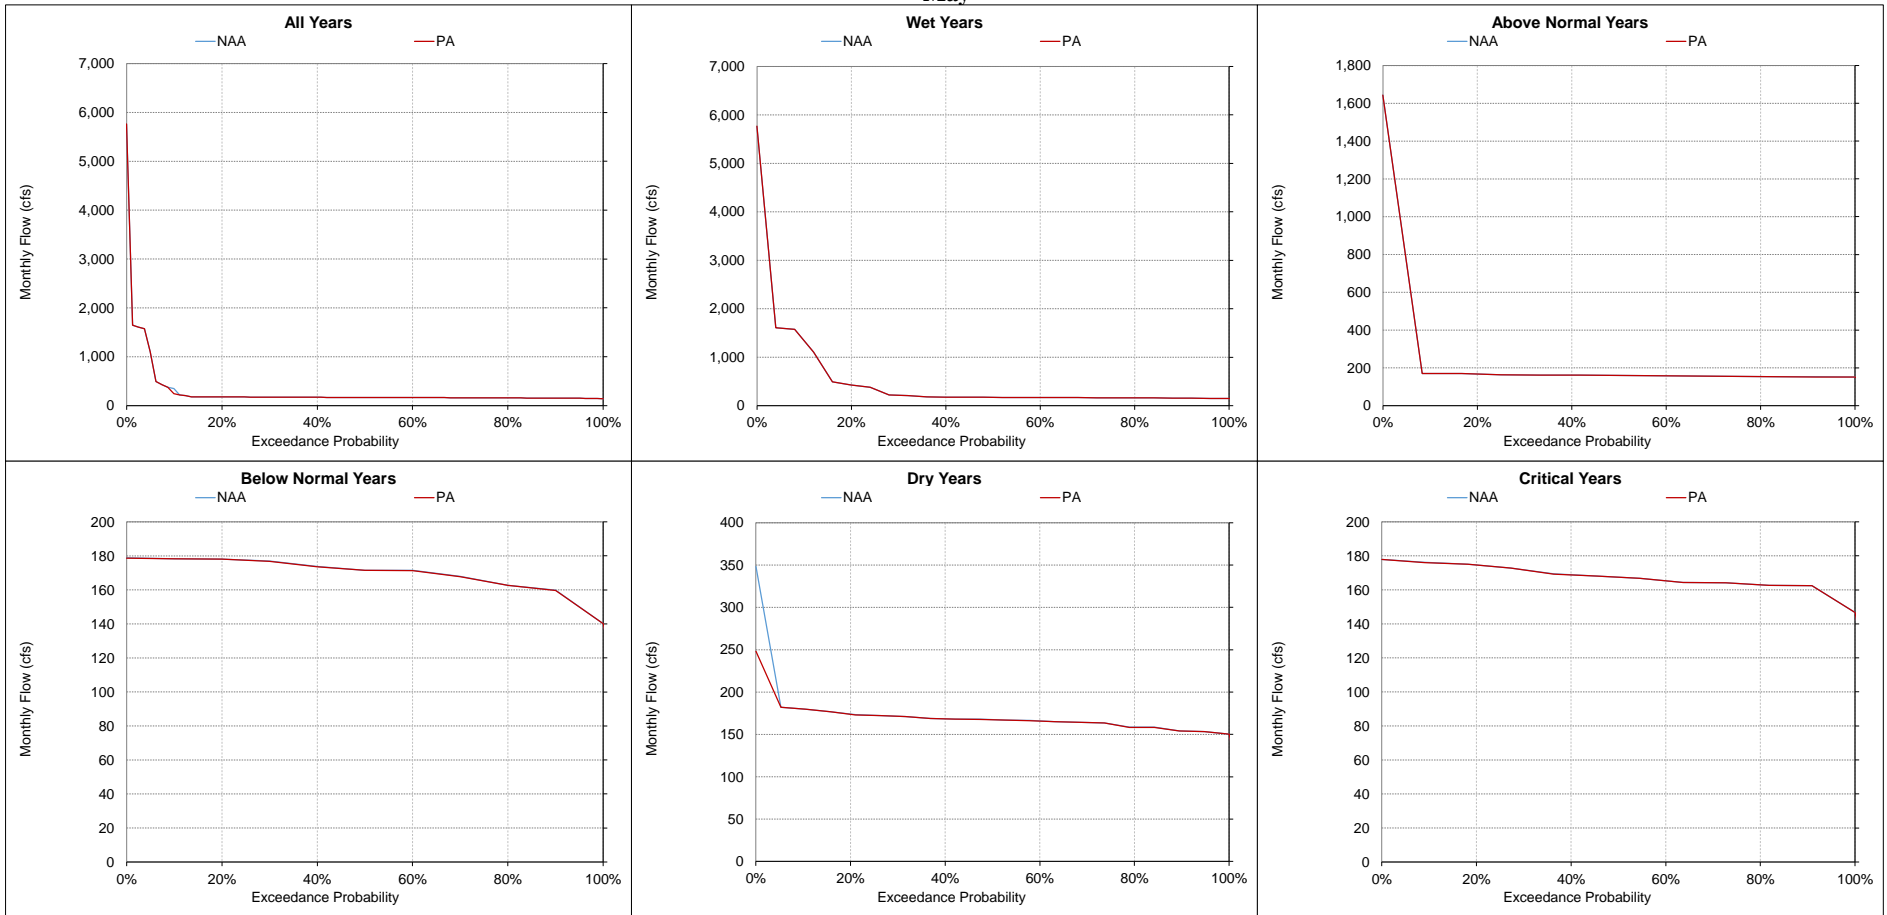 All Years
NAA PA
7,000
6,000
5,000
4,000
3,000
2,000
1,000
0
Monthly Flow (cfs)
0% 20% 40% 60% 80% 100%
Exceedance Probability
Wet Years
NAA PA
7,000
6,000
5,000
4,000
3,000
2,000
1,000
0
Monthly Flow (cfs)
0% 20% 40% 60% 80% 100%
Exceedance Probability
Above Normal Years
NAA PA
1,800
1,600
1,400
1,200
1,000
800
600
400
200
0
Monthly Flow (cfs)
0% 20% 40% 60% 80% 100%
Exceedance Probability
Below Normal Years
NAA PA
200
180
160
140
120
100
80
60
40
20
0
Monthly Flow (cfs)
0% 20% 40% 60% 80% 100%
Exceedance Probability
Dry Years
NAA PA
400
350
300
250
200
150
100
50
0
Monthly Flow (cfs)
0% 20% 40% 60% 80% 100%
Exceedance Probability
Critical Years
NAA PA
200
180
160
140
120
100
80
60
40
20
0
Monthly Flow (cfs)
0% 20% 40% 60% 80% 100%
Exceedance Probability